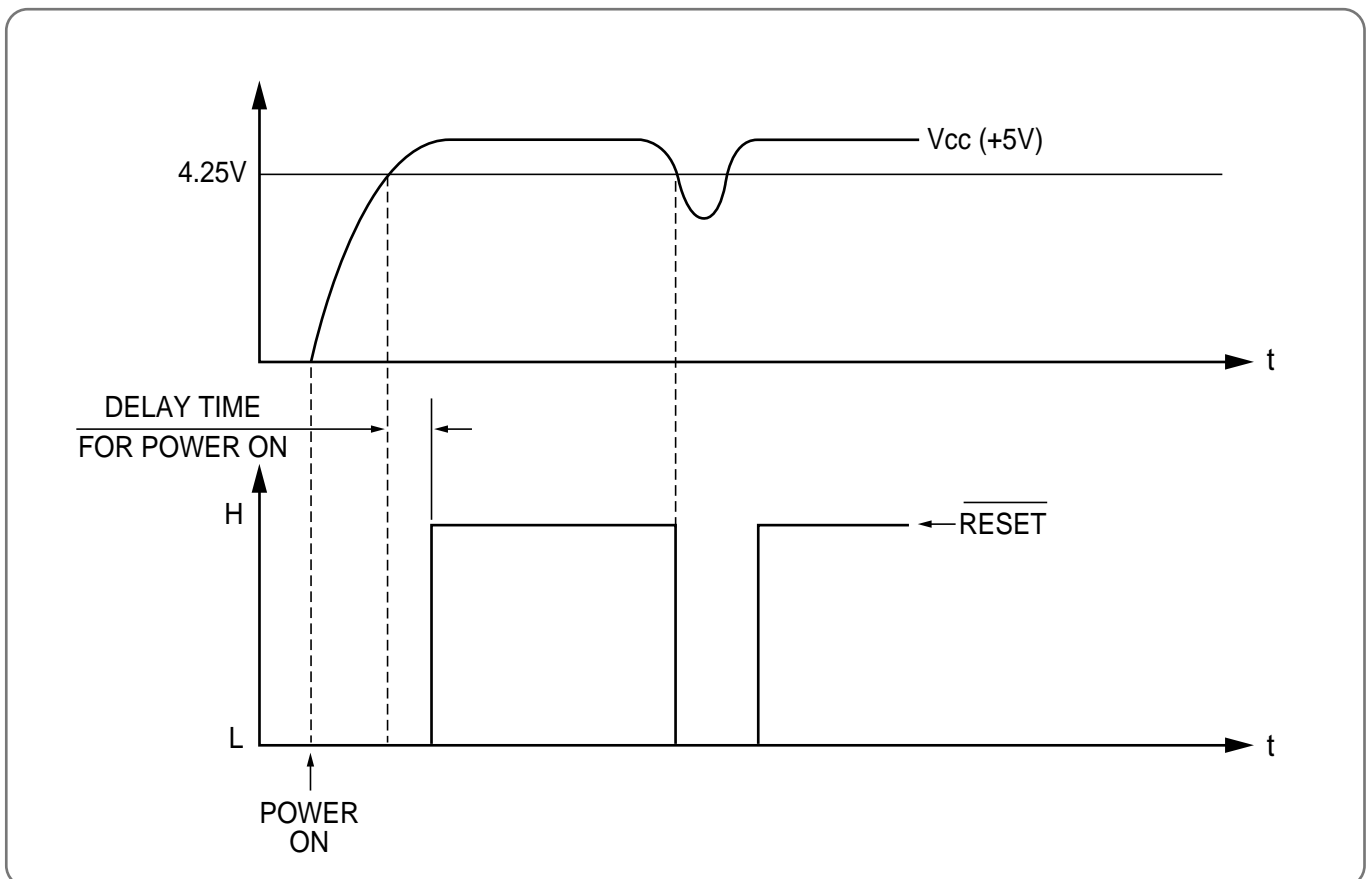 Vcc (+5V)
4.25V
t
DELAY TIME
FOR POWER ON
H
RESET
L
t
POWER
ON